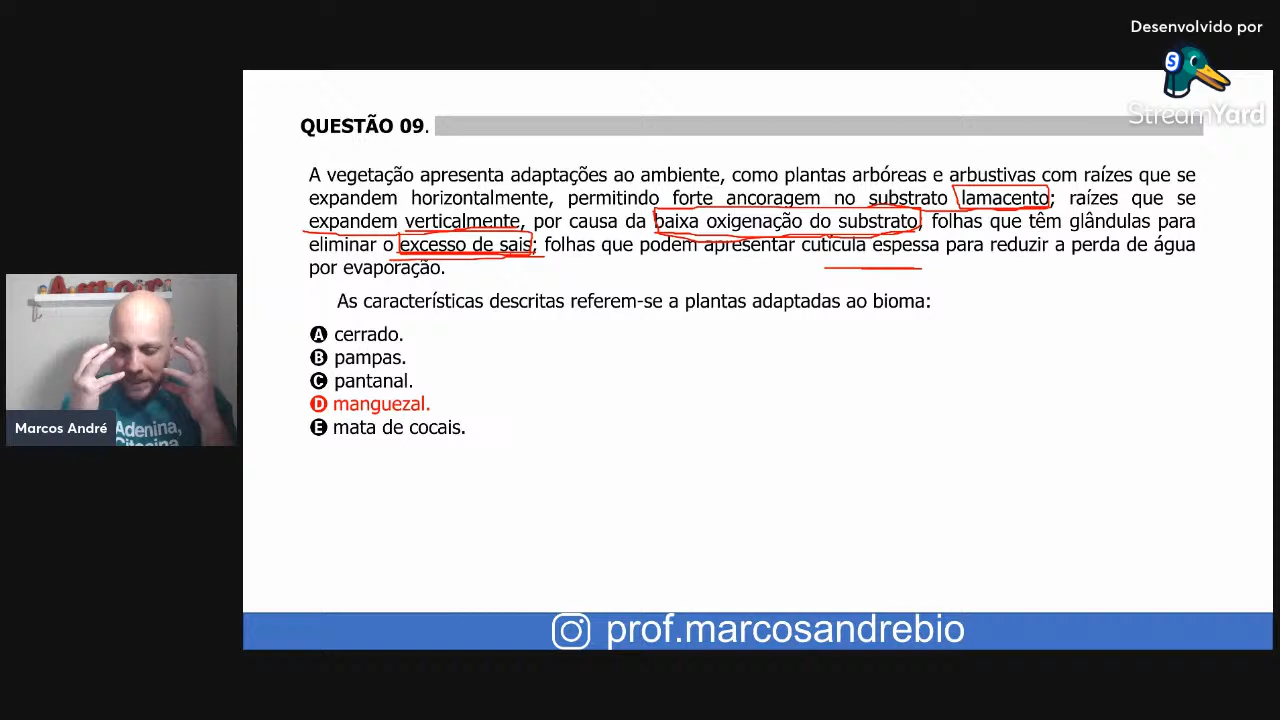 Desenvolvido por
S
StreamYard
QUESTÃO 09.
A vegetação apresenta adaptações ao ambiente, como plantas arbóreas e arbustivas com raízes que se
expandem horizontalmente, permitindo forte ancoragem no substrato lamacento; raízes que se
expandem verticalmente, por causa da baixa oxigenação do substrato, folhas que têm glândulas para
eliminar o excesso de sais; folhas que podem apresentar cutícula espessa para reduzir a perda de água
por evaporação.
As características descritas referem-se a plantas adaptadas ao bioma:
A cerrado.
B pampas.
C pantanal.
D manguezal.
E mata de cocais.
Marcos André
Adenina,
Citosina,
prof.marcosandrebio